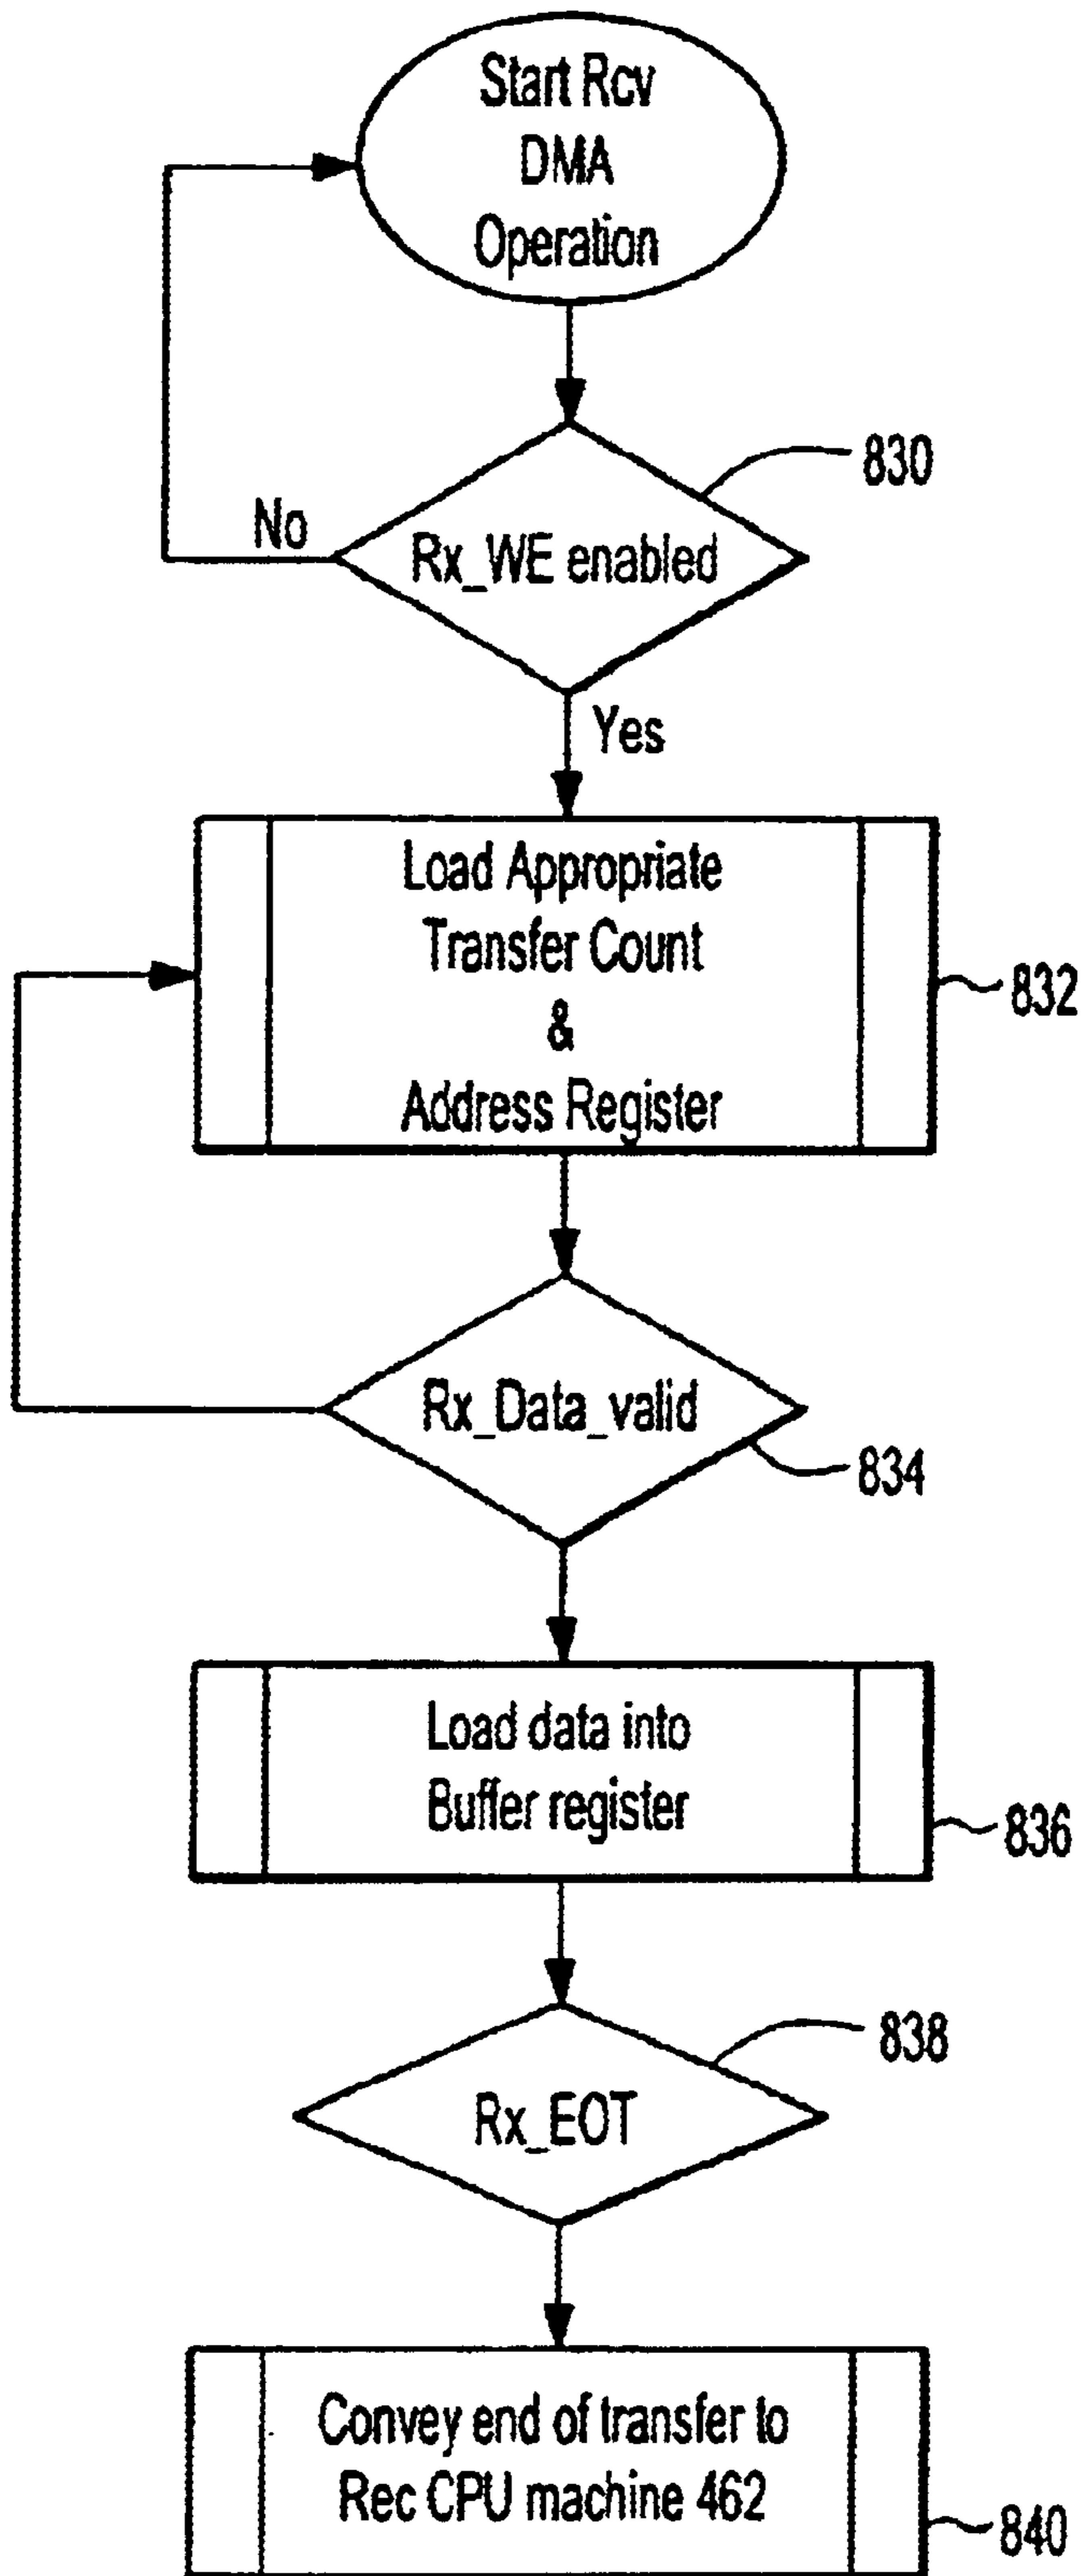 Start Rcv
DMA
Operation
830
No
Rx_WE enabled
Yes
Load Appropriate
Transfer Count
&
Address Register
832
Rx_Data_valid
834
Load data into
Buffer register
836
838
Rx_EOT
Convey end of transfer to
Rec CPU machine 462
840